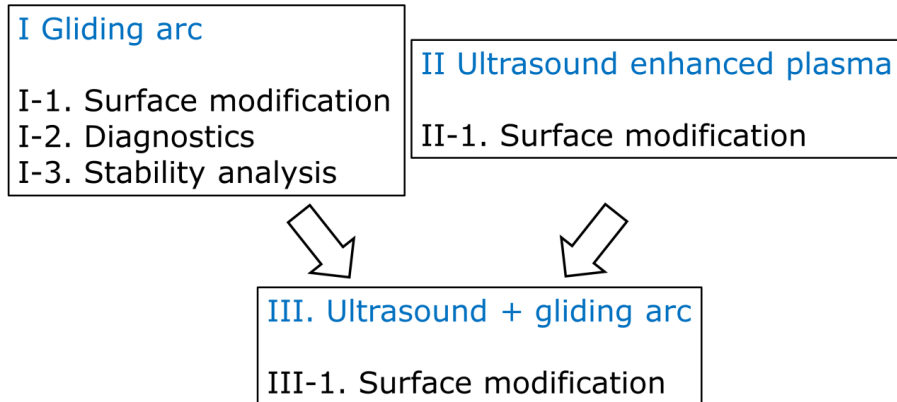 I Gliding arc
I-1. Surface modification
I-2. Diagnostics
I-3. Stability analysis
II Ultrasound enhanced plasma
II-1. Surface modification
III. Ultrasound + gliding arc
III-1. Surface modification